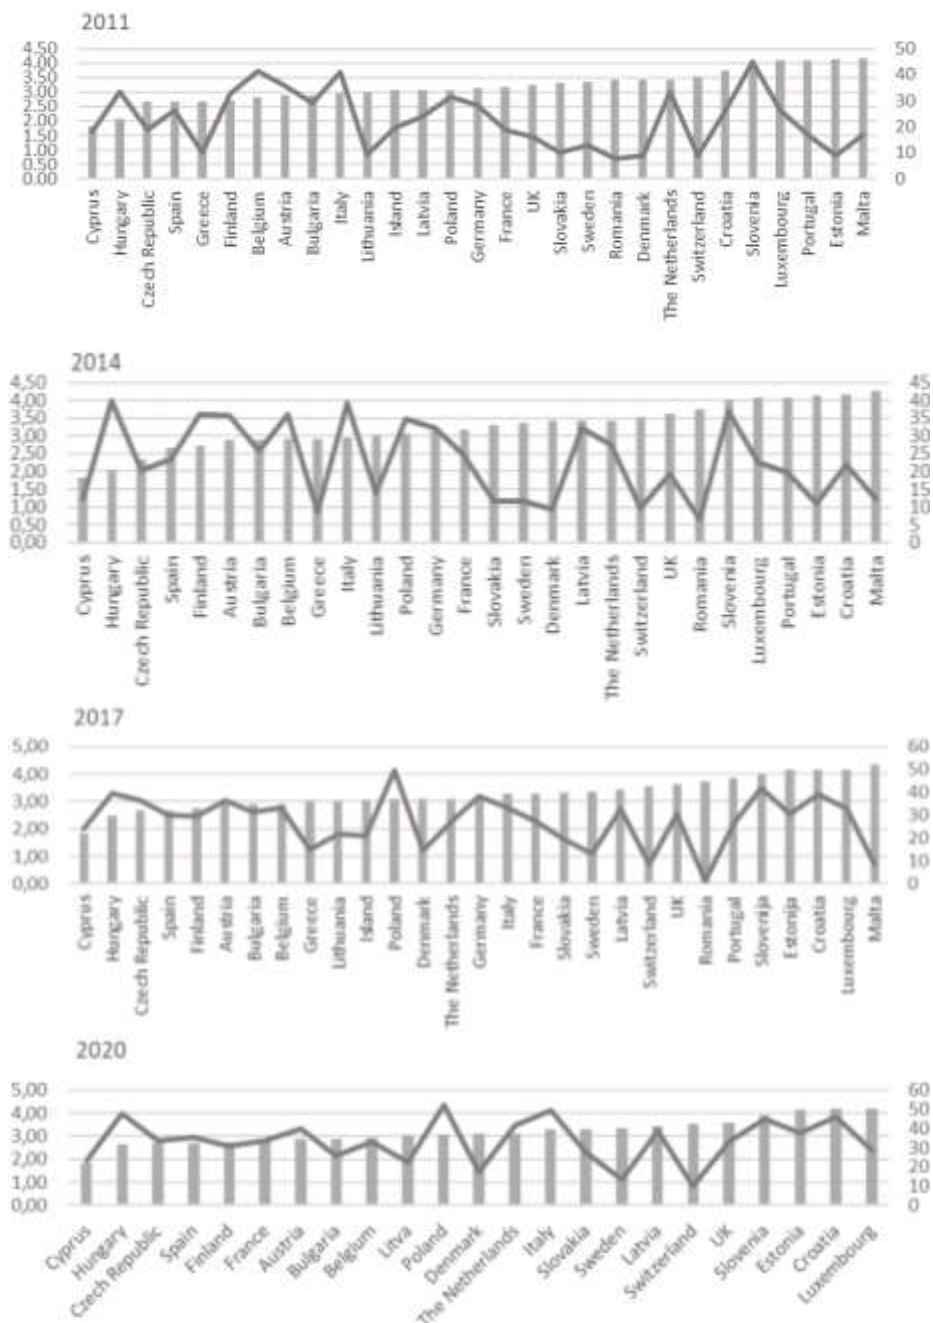 2011
4.50 50
4.00
3.50 40
3.00
2.50 30
2.00 20
1.50
1.00 10
0.50
0.00 0
Cyprus
Hungary
Czech Republic
Spain
Greece
Finland
Belgium
Austria
Bulgaria
Italy
Lithuania
Island
Latvia
Poland
Germany
France
UK
Slovakia
Sweden
Romania
Denmark
The Netherlands
Switzerland
Croatia
Slovenia
Luxembourg
Portugal
Estonia
Malta
2014
4,50 45
4,00 40
3,50 35
3,00 30
2,50 25
2,00 20
1,50 15
1,00 10
0,50 5
0,00 0
Cyprus
Hungary
Czech Republic
Spain
Finland
Austria
Bulgaria
Belgium
Greece
Italy
Lithuania
Poland
Germany
France
Slovakia
Sweden
Denmark
Latvia
The Netherlands
Switzerland
UK
Romania
Slovenia
Luxembourg
Portugal
Estonia
Croatia
Malta
2017
5,00 60
4,00 50
3,00 40
2,00 30
1,00 20
0,00 10
0
Cyprus
Hungary
Czech Republic
Spain
Finland
Austria
Bulgaria
Belgium
Greece
Lithuania
Island
Poland
Denmark
The Netherlands
Germany
Italy
France
Slovakia
Sweden
Latvia
Switzerland
UK
Romania
Portugal
Slovenija
Estonija
Croatia
Luxembourg
Malta
2020
5,00 60
4,00 50
3,00 40
2,00 30
1,00 20
0,00 10
0
Cyprus
Hungary
Czech Republic
Spain
Finland
France
Austria
Bulgaria
Belgium
Litva
Poland
Denmark
The Netherlands
Italy
Slovakia
Sweden
Latvia
Switzerland
UK
Slovenia
Estonia
Croatia
Luxembourg